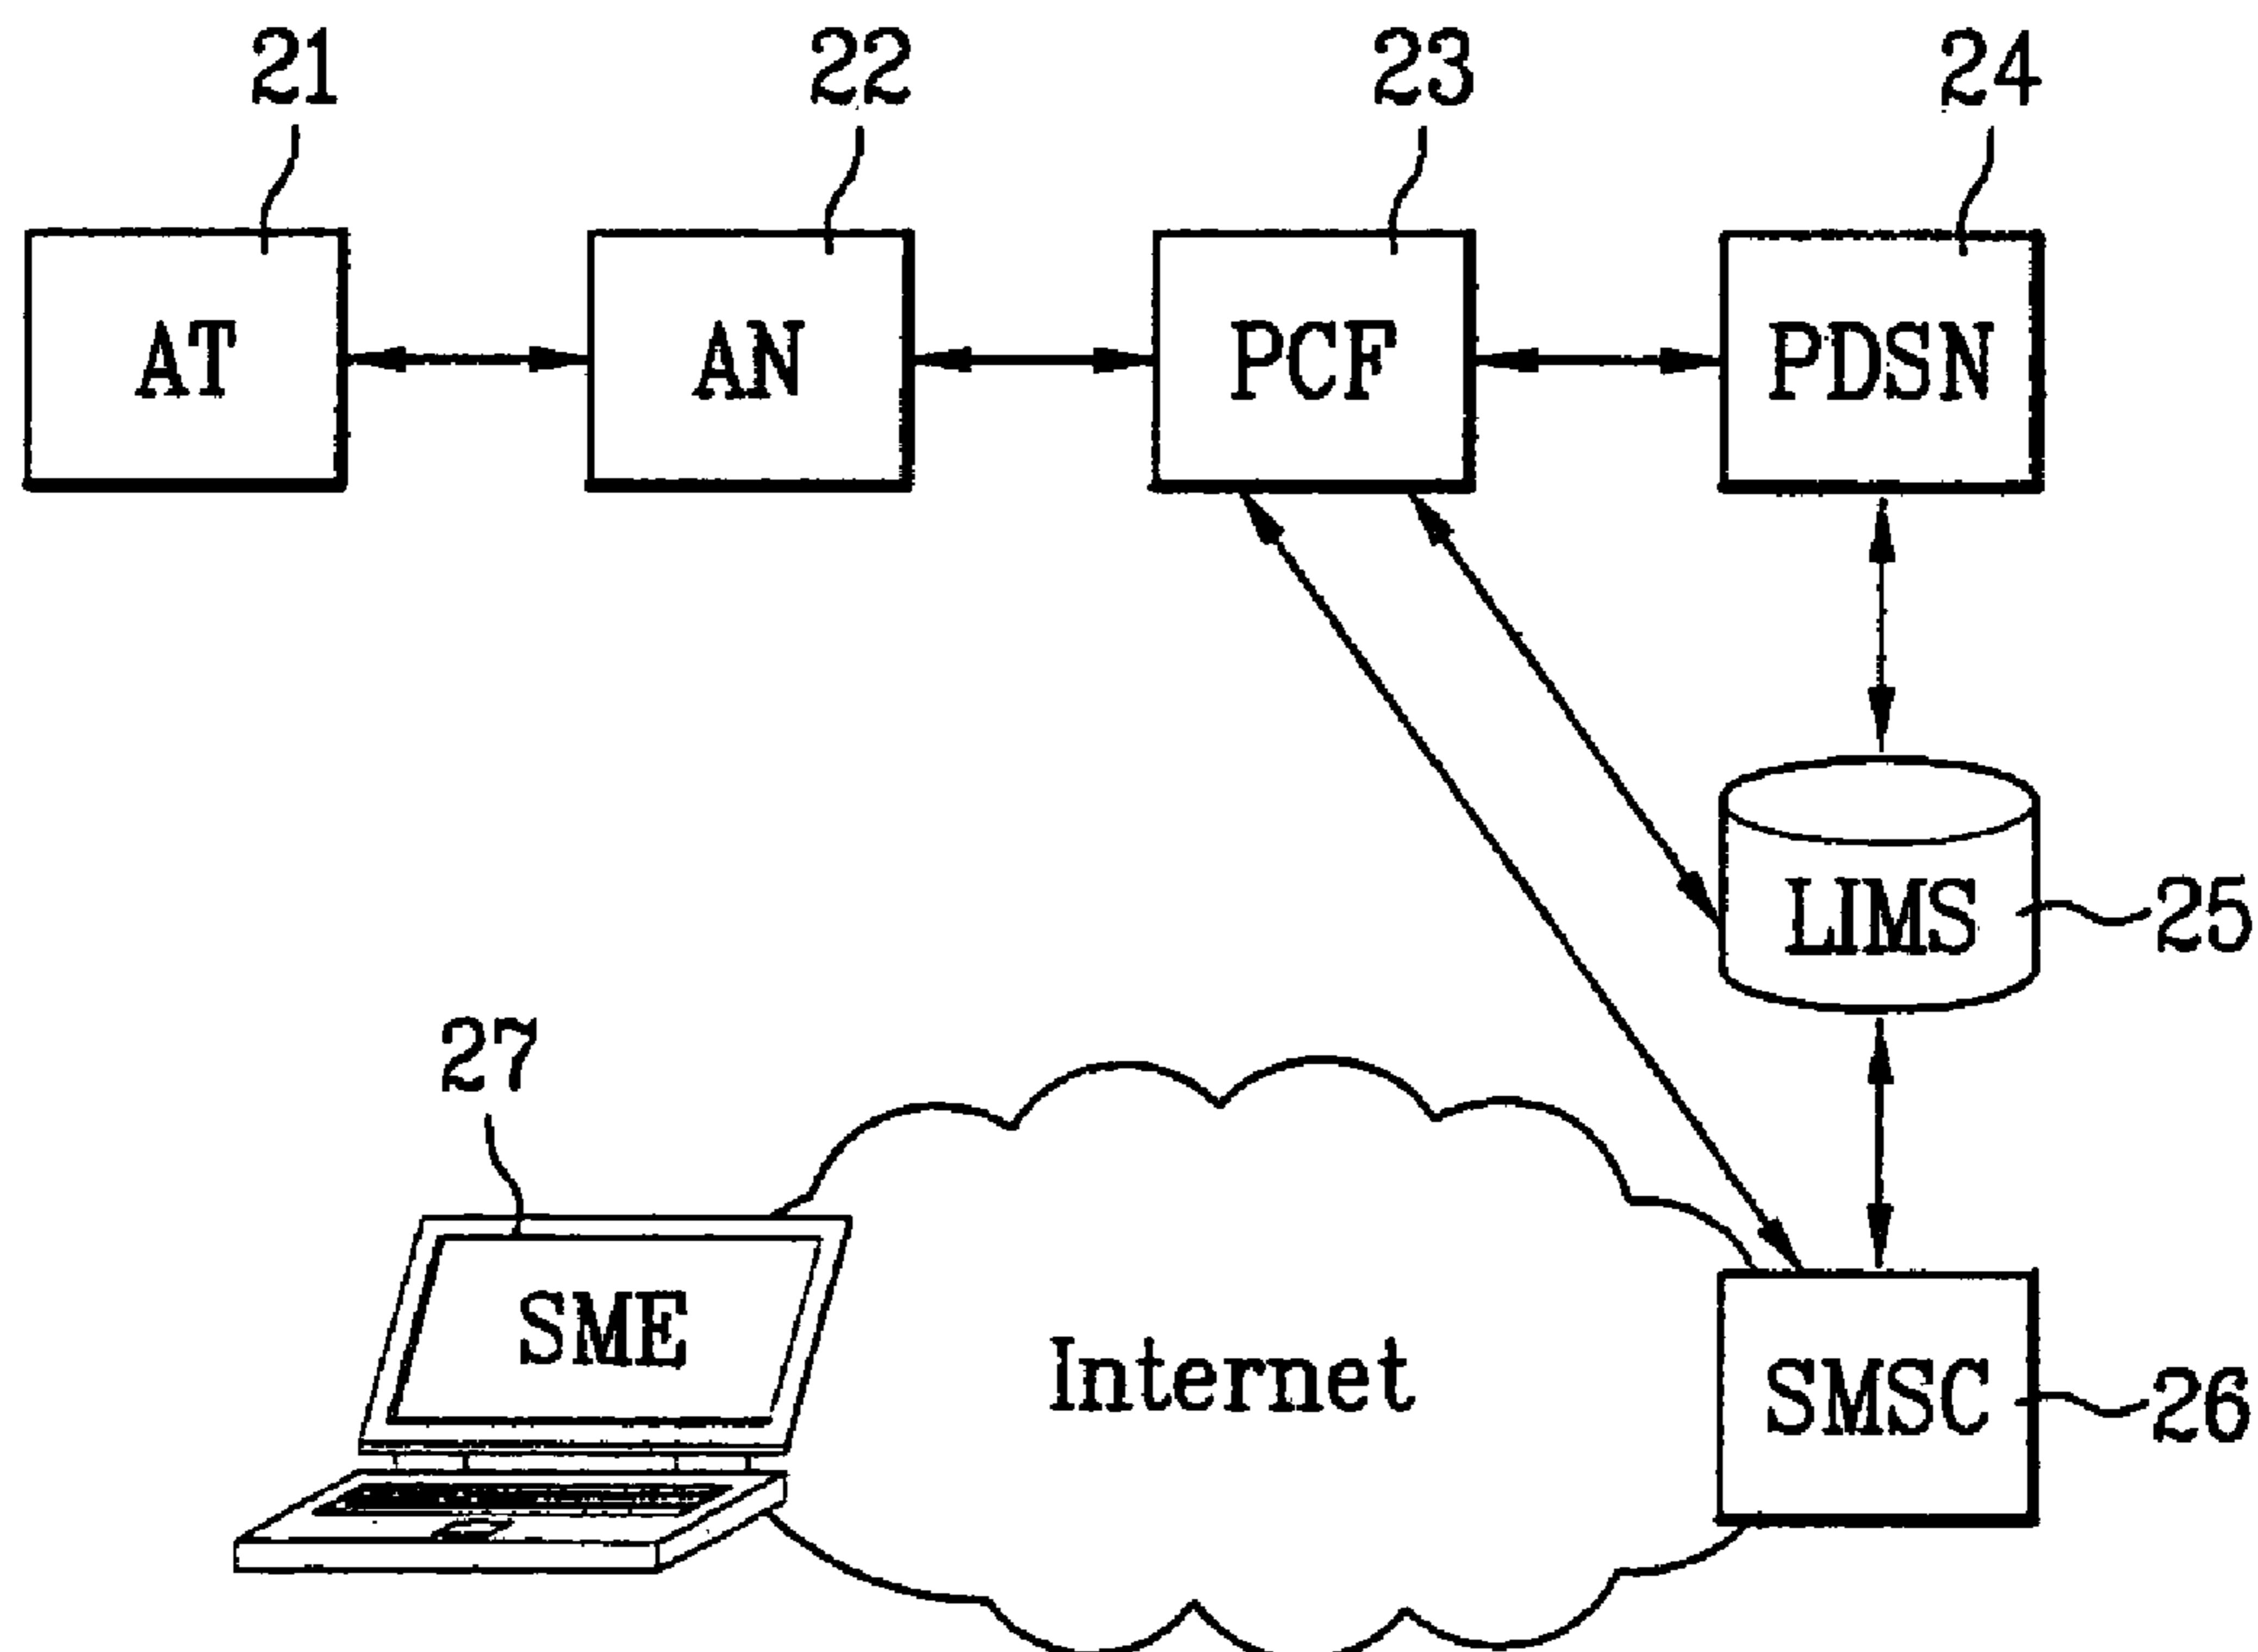 21
22
23
24
AT
AN
PCF
PDSN
LIMS
25
27
SME
Internet
SMSC
26